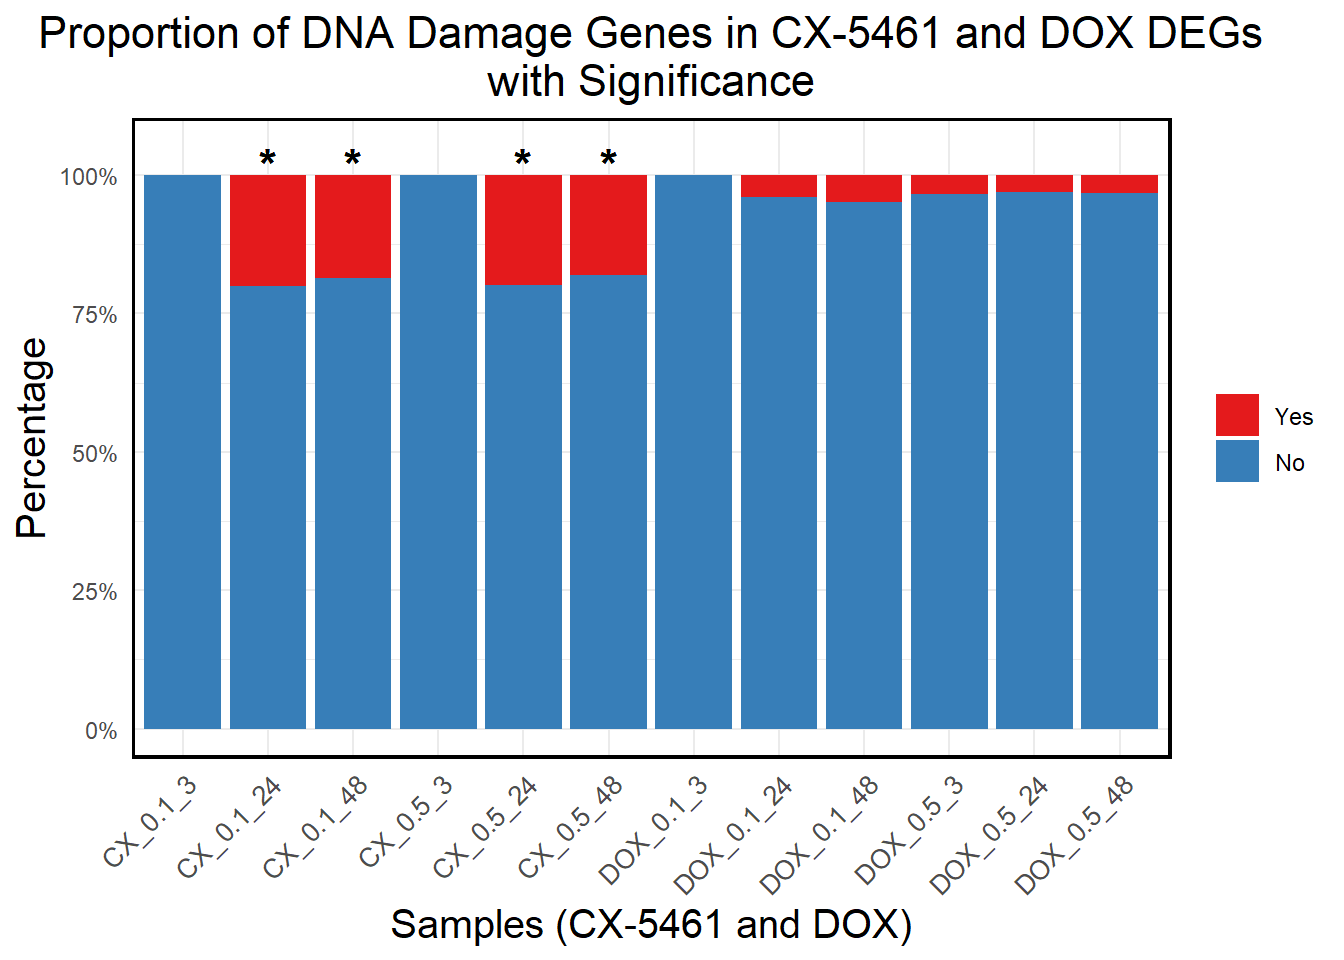 Proportion of DNA Damage Genes in CX-5461 and DOX DEGs
with Significance
* * * *
Percentage
100%
75%
50%
25%
0%
Yes
No
CX_0.1_3
CX_0.1_24
CX_0.1_48
CX_0.5_3
CX_0.5_24
CX_0.5_48
DOX_0.1_3
DOX_0.1_24
DOX_0.1_48
DOX_0.5_3
DOX_0.5_24
DOX_0.5_48
Samples (CX-5461 and DOX)